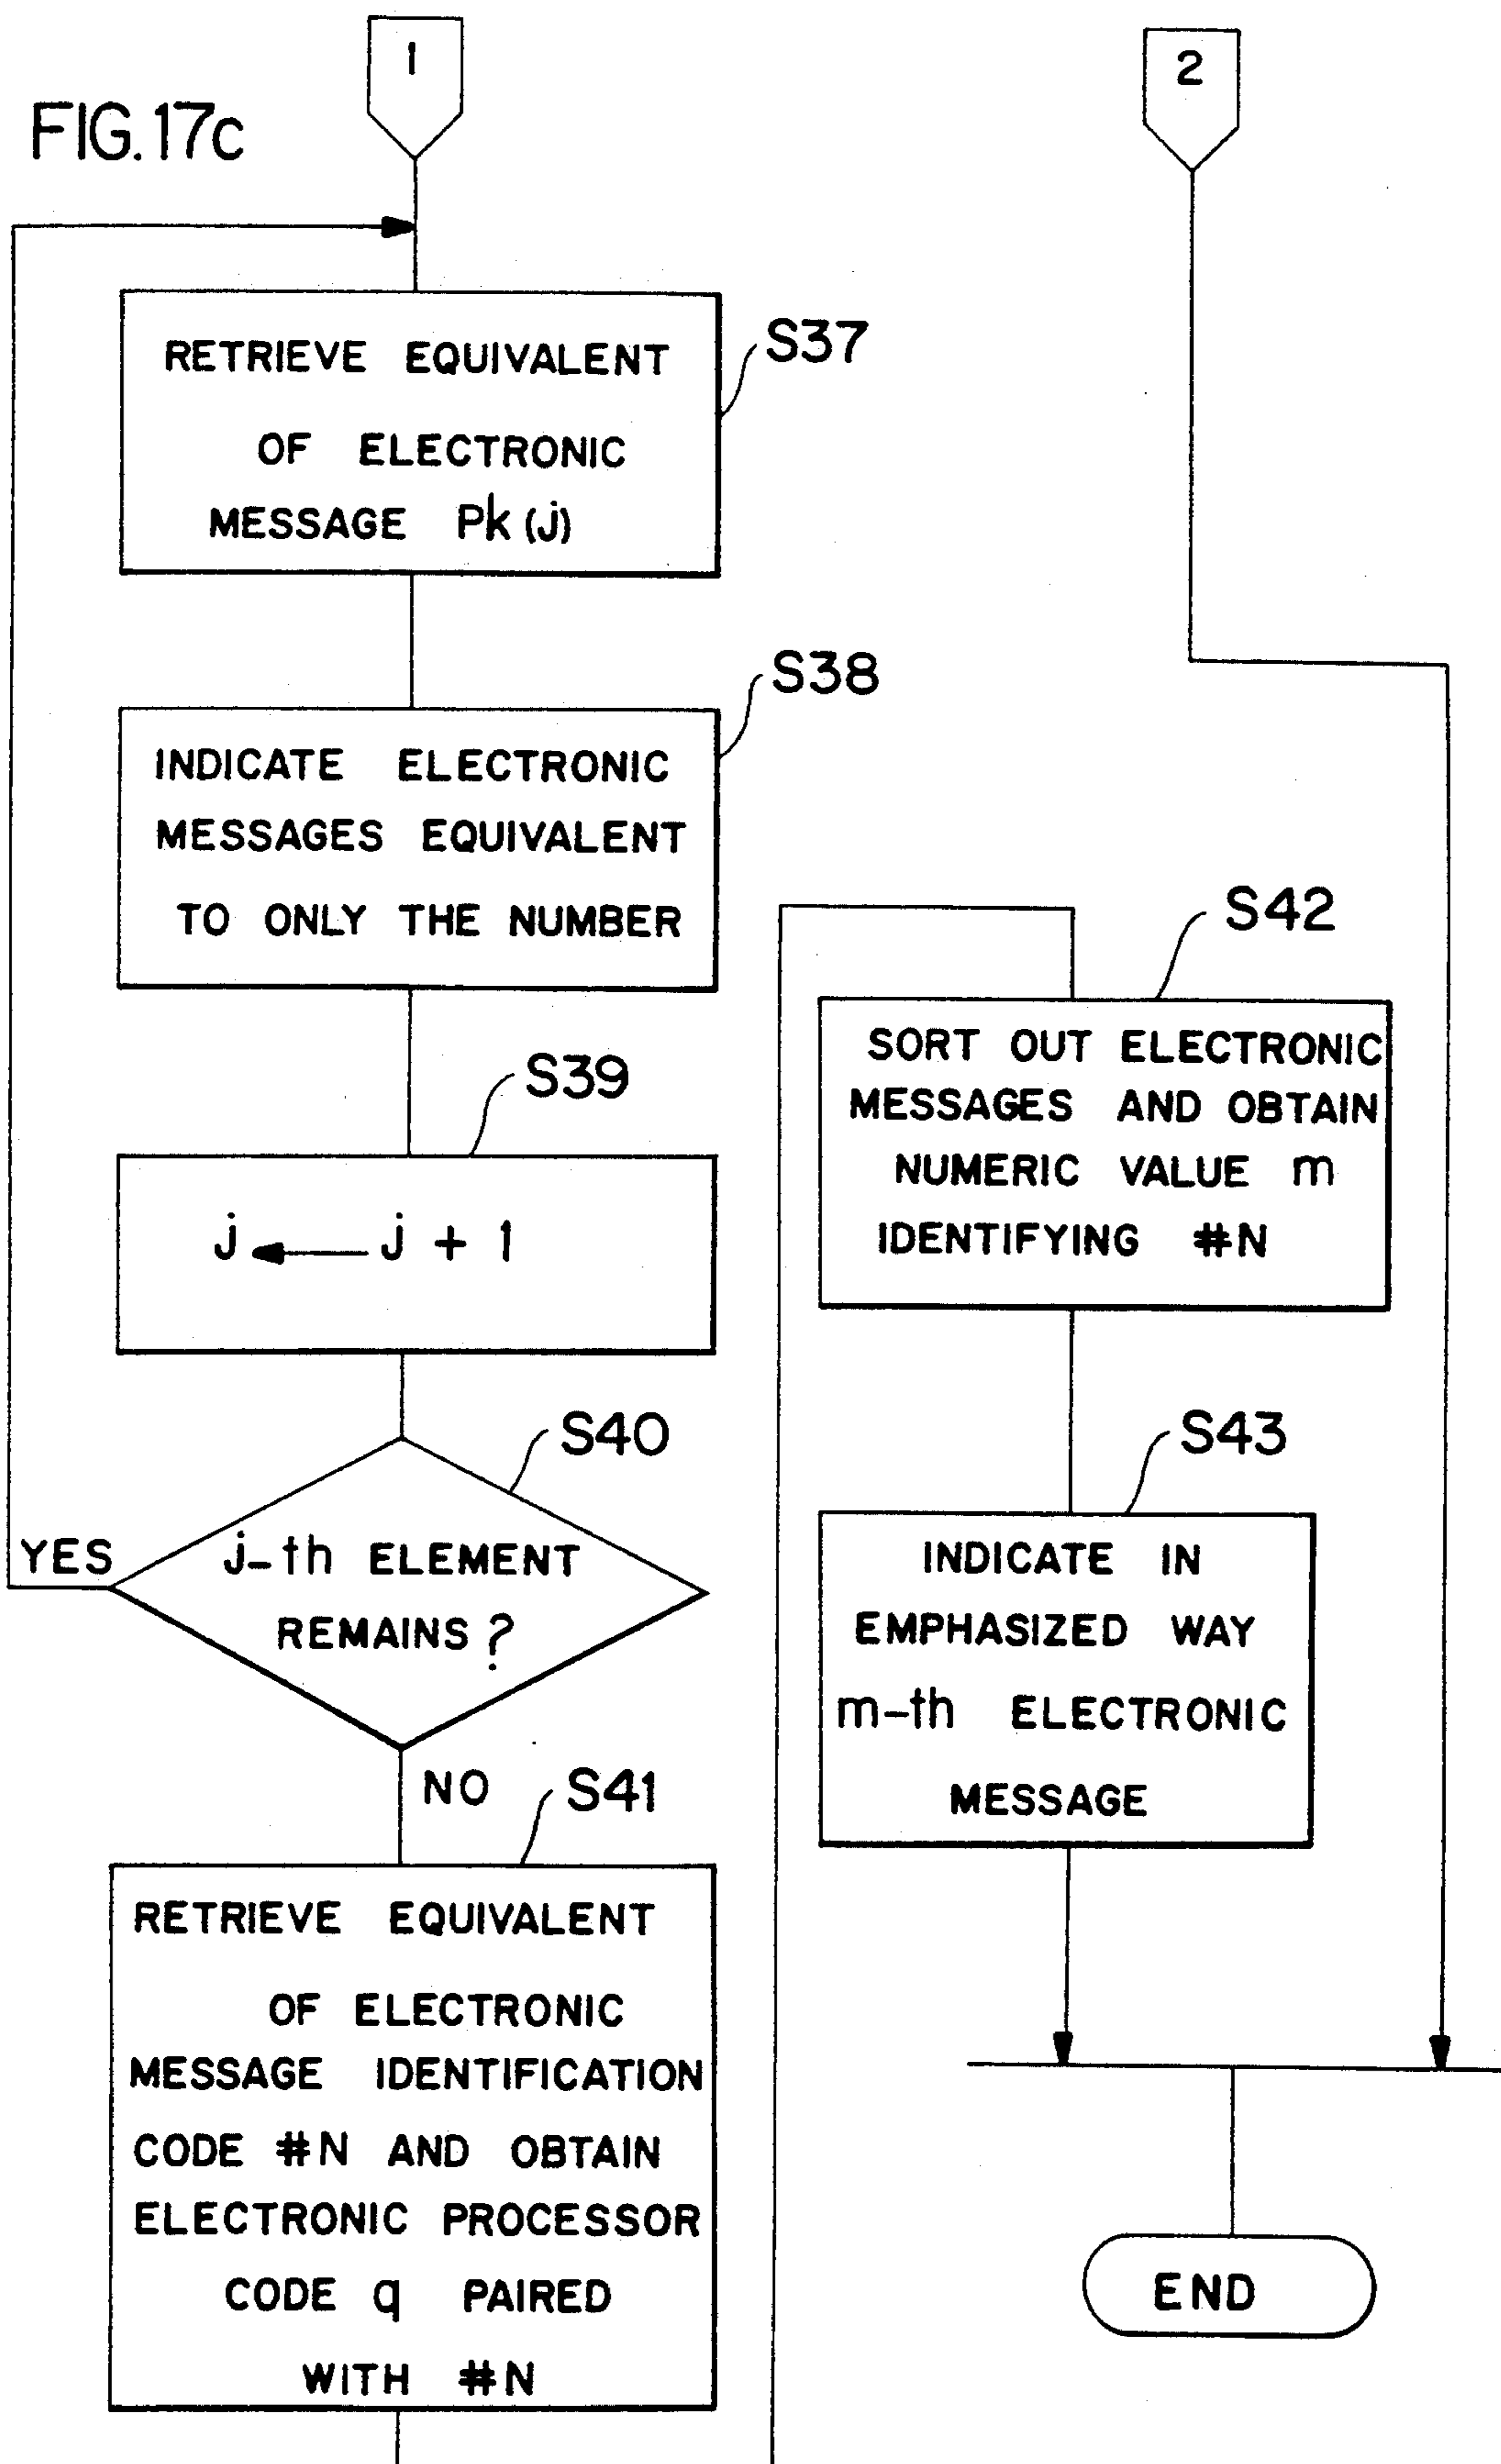 FIG.17c
1
2
RETRIEVE EQUIVALENT
OF ELECTRONIC
MESSAGE Pk (j)
S37
INDICATE ELECTRONIC
MESSAGES EQUIVALENT
TO ONLY THE NUMBER
S38
j ← j + 1
S39
j-th ELEMENT
REMAINS?
S40
YES
NO
RETRIEVE EQUIVALENT
OF ELECTRONIC
MESSAGE IDENTIFICATION
CODE #N AND OBTAIN
ELECTRONIC PROCESSOR
CODE q PAIRED
WITH #N
S41
SORT OUT ELECTRONIC
MESSAGES AND OBTAIN
NUMERIC VALUE m
IDENTIFYING #N
S42
INDICATE IN
EMPHASIZED WAY
m-th ELECTRONIC
MESSAGE
S43
END